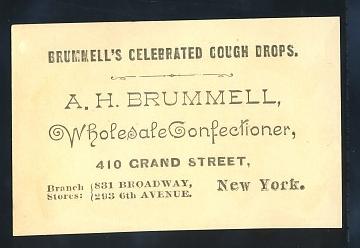 BRUMMELL'S CELEBRATED COUGH DROPS.
A. H. BRUMMELL,
Wholesale Confectioner,
410 GRAND STREET,
Branch Stores: { 831 BROADWAY, 293 6th AVENUE. New York.